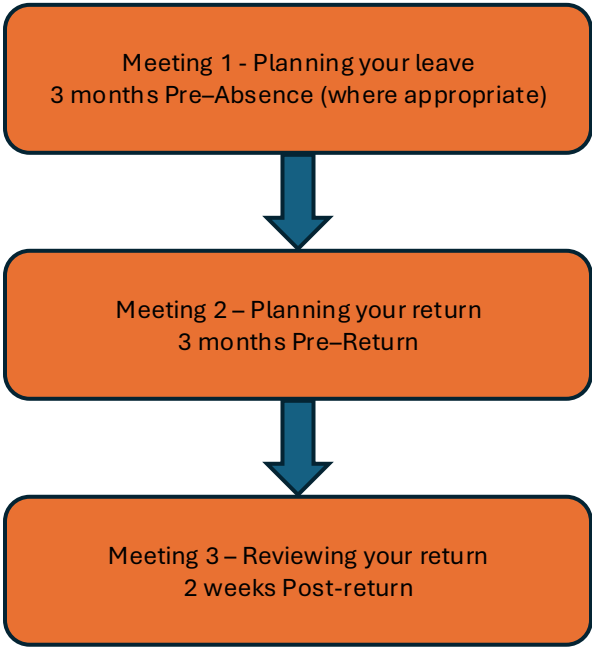 Meeting 1 - Planning your leave
3 months Pre–Absence (where appropriate)
Meeting 2 – Planning your return
3 months Pre–Return
Meeting 3 – Reviewing your return
2 weeks Post-return